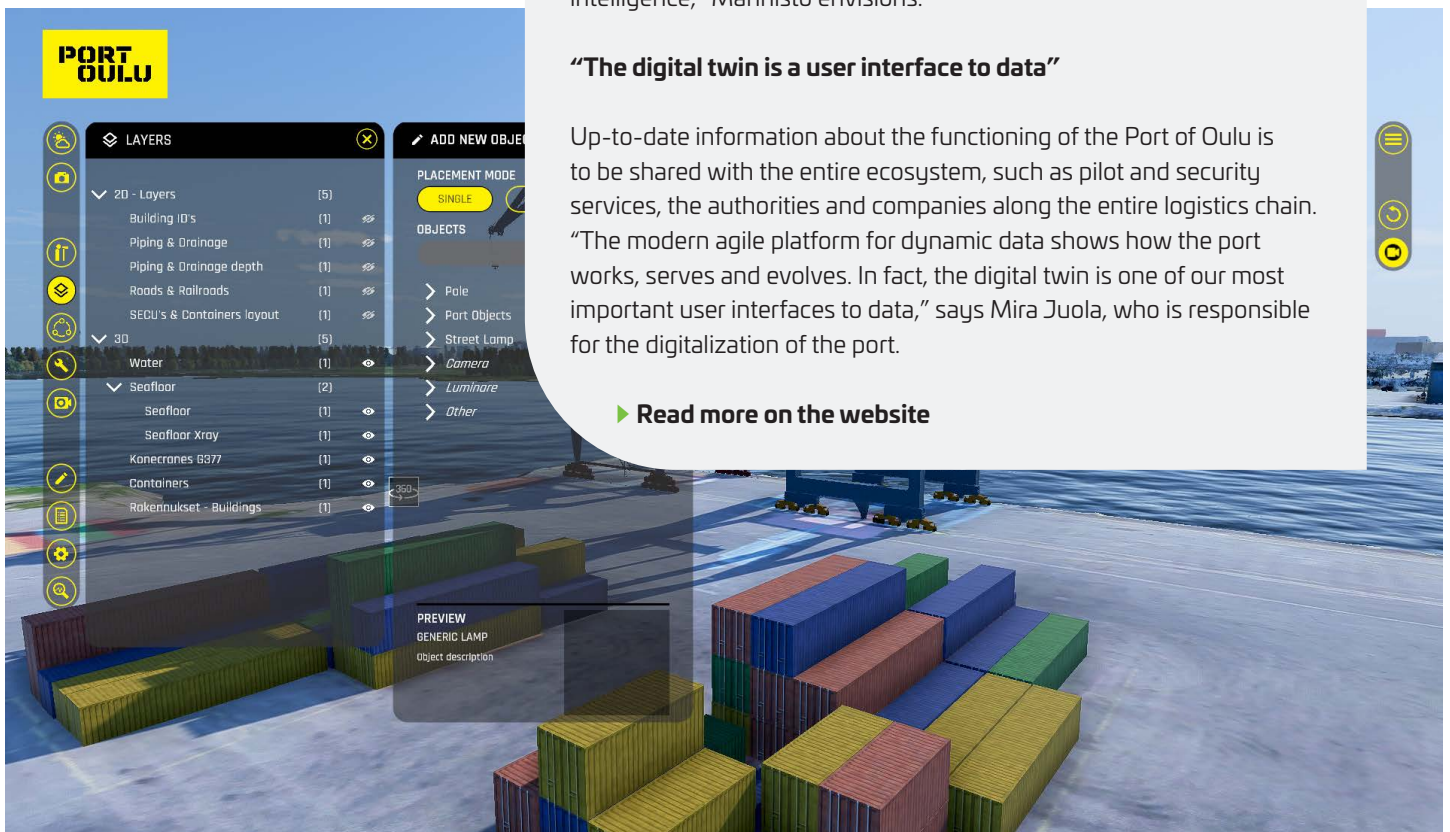 intelligence," Männistö envisions.
"The digital twin is a user interface to data"
Up-to-date information about the functioning of the Port of Oulu is
to be shared with the entire ecosystem, such as pilot and security
services, the authorities and companies along the entire logistics chain.
"The modern agile platform for dynamic data shows how the port
works, serves and evolves. In fact, the digital twin is one of our most
important user interfaces to data," says Mira Juola, who is responsible
for the digitalization of the port.
Read more on the website
PORT
OULU
LAYERS
2D - Layers (5)
Building ID's (1)
Piping & Drainage (1)
Piping & Drainage depth (1)
Roads & Railroads (1)
SECU's & Containers layout (1)
3D (5)
Water (1)
Seafloor (2)
Seafloor (1)
Seafloor Xray (1)
Konecranes G377 (1)
Containers (1)
Rakennukset - Buildings (1)
ADD NEW OBJE
PLACEMENT MODE
SINGLE
OBJECTS
Pole
Port Objects
Street Lamp
Camera
Luminare
Other
360
PREVIEW
GENERIC LAMP
Object description